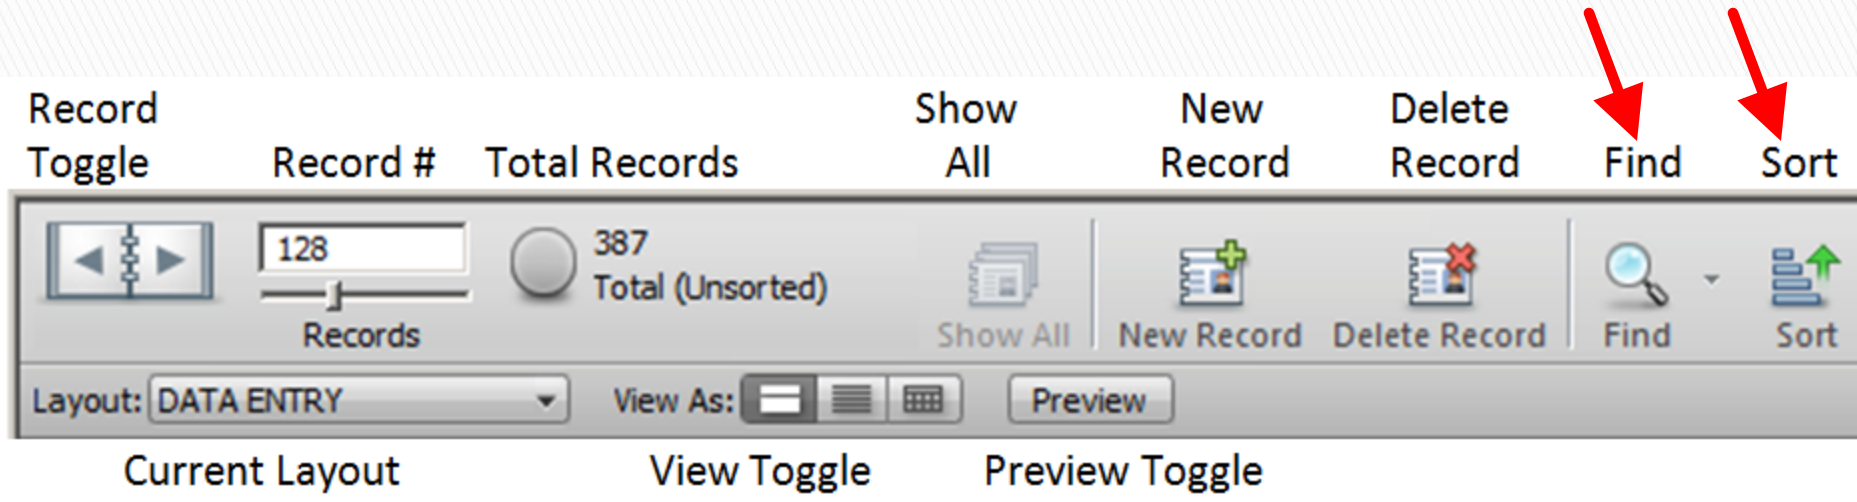 Record
Toggle
Record #
Total Records
Show
All
New
Record
Delete
Record
Find
Sort
128
Records
387
Total (Unsorted)
Show All
New Record
Delete Record
Find
Sort
Layout: DATA ENTRY
View As:
Preview
Current Layout
View Toggle
Preview Toggle